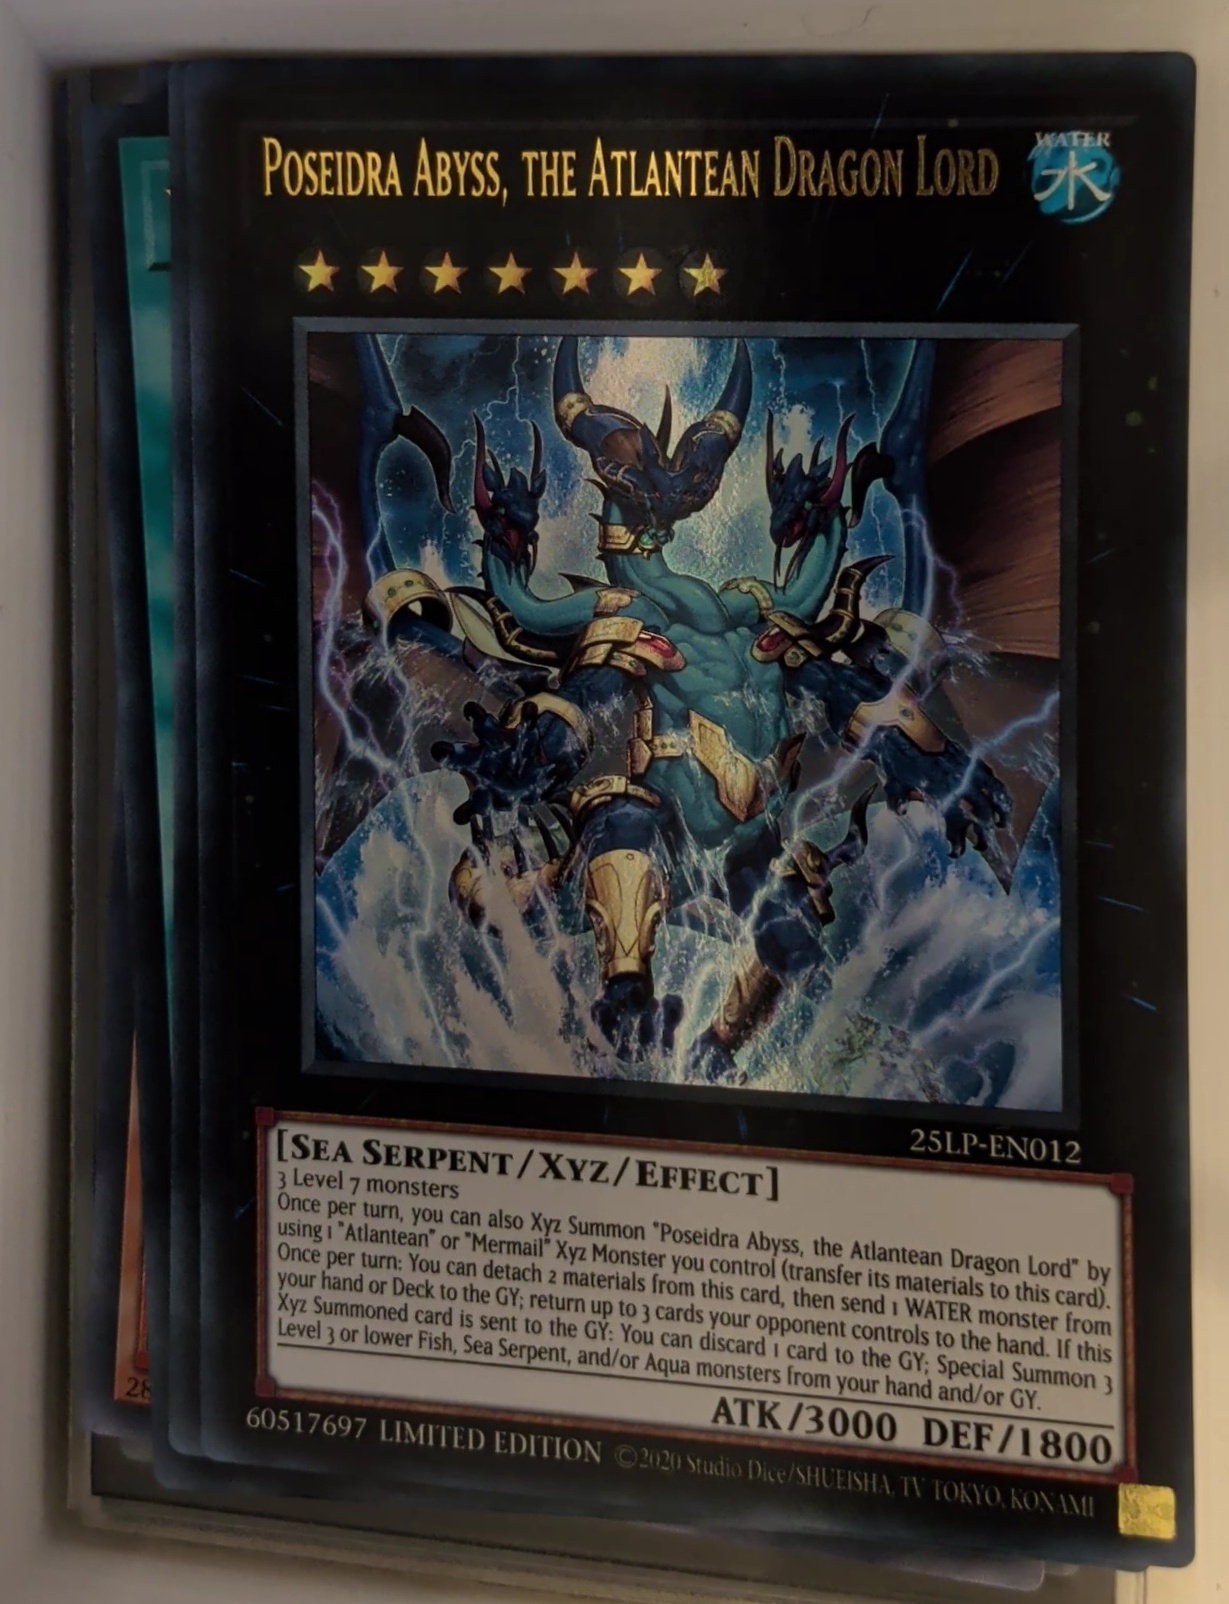 POSEIDRA ABYSS, THE ATLANTEAN DRAGON LORD
WATER
水
25LP-EN012
[SEA SERPENT/XYZ/EFFECT]
3 Level 7 monsters
Once per turn, you can also Xyz Summon "Poseidra Abyss, the Atlantean Dragon Lord" by
using 1 "Atlantean" or "Mermail" Xyz Monster you control (transfer its materials to this card).
Once per turn: You can detach 2 materials from this card, then send 1 WATER monster from
your hand or Deck to the GY; return up to 3 cards your opponent controls to the hand. If this
Xyz Summoned card is sent to the GY: You can discard 1 card to the GY; Special Summon 3
Level 3 or lower Fish, Sea Serpent, and/or Aqua monsters from your hand and/or GY.
ATK/3000 DEF/1800
28
60517697 LIMITED EDITION ©2020 Studio Dice/SHUEISHA, TV TOKYO, KONAMI